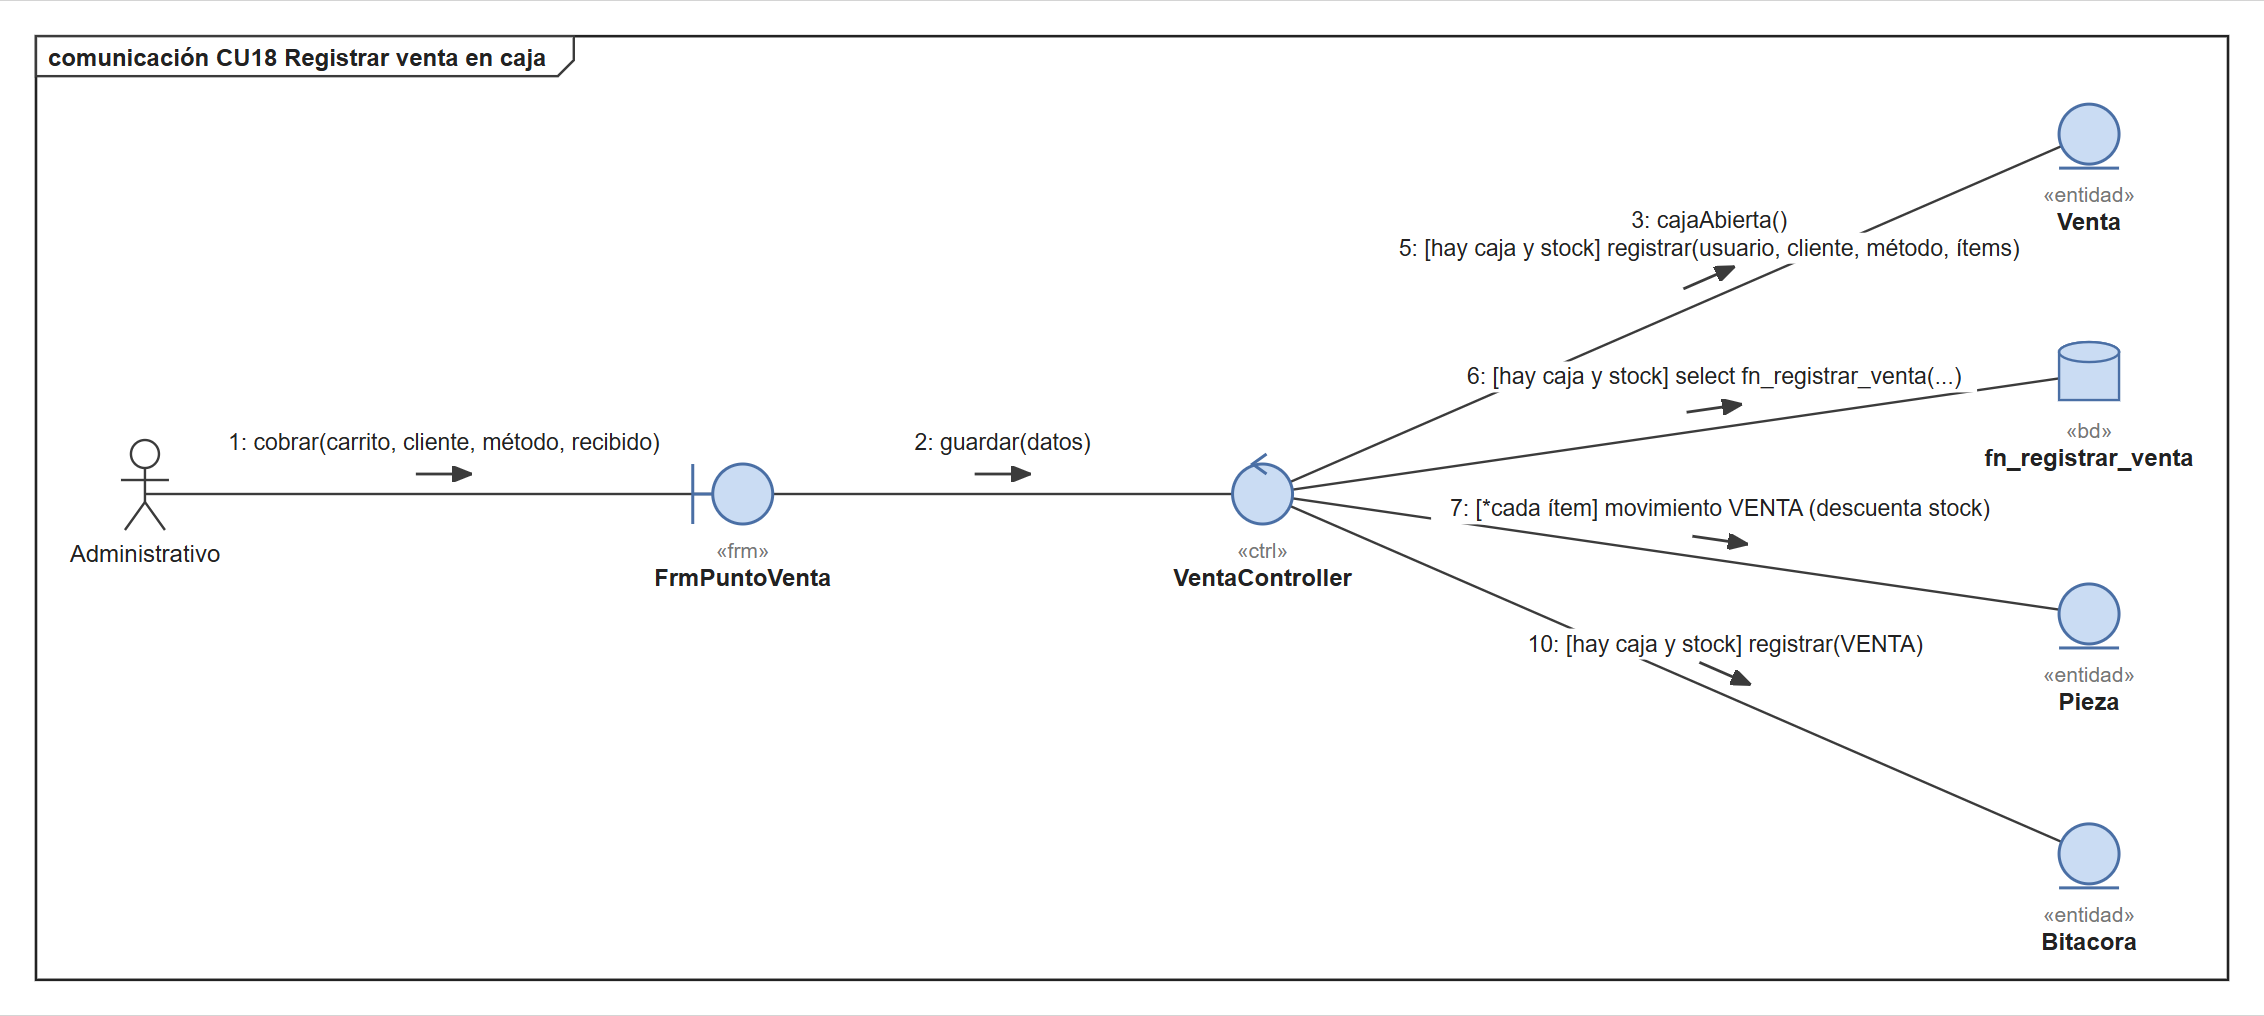 comunicación CU18 Registrar venta en caja
«entidad»
Venta
3: cajaAbierta()
5: [hay caja y stock] registrar(usuario, cliente, método, ítems)
6: [hay caja y stock] select fn_registrar_venta(...)
«bd»
fn_registrar_venta
1: cobrar(carrito, cliente, método, recibido)
2: guardar(datos)
7: [*cada ítem] movimiento VENTA (descuenta stock)
Administrativo
«frm»
FrmPuntoVenta
«ctrl»
VentaController
10: [hay caja y stock] registrar(VENTA)
«entidad»
Pieza
«entidad»
Bitacora